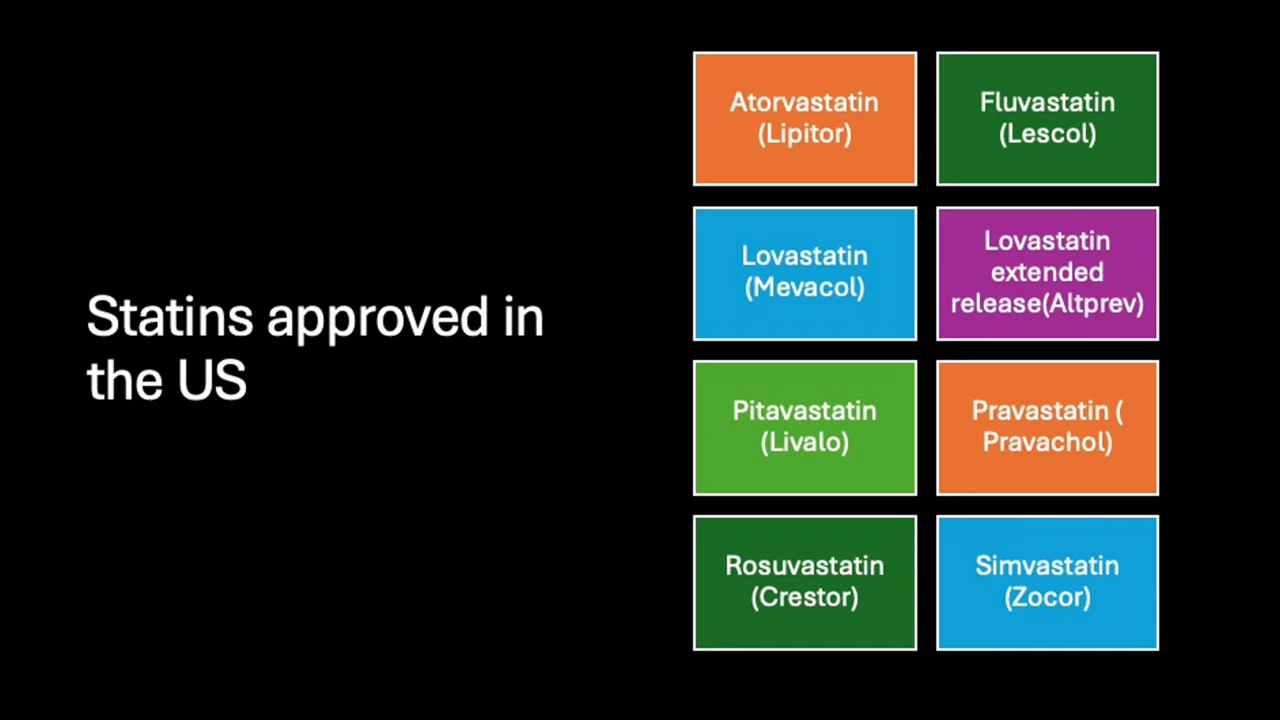 Statins approved in
the US
Atorvastatin
(Lipitor)
Fluvastatin
(Lescol)
Lovastatin
(Mevacol)
Lovastatin
extended
release(Altprev)
Pitavastatin
(Livalo)
Pravastatin (
Pravachol)
Rosuvastatin
(Crestor)
Simvastatin
(Zocor)